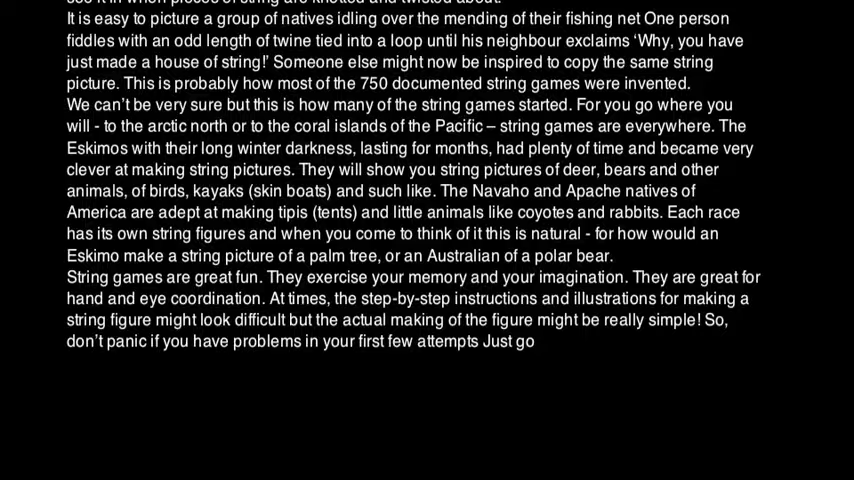 see it in when pieces of string are knotted and twisted about.
It is easy to picture a group of natives idling over the mending of their fishing net One person
fiddles with an odd length of twine tied into a loop until his neighbour exclaims ‘Why, you have
just made a house of string!’ Someone else might now be inspired to copy the same string
picture. This is probably how most of the 750 documented string games were invented.
We can’t be very sure but this is how many of the string games started. For you go where you
will - to the arctic north or to the coral islands of the Pacific – string games are everywhere. The
Eskimos with their long winter darkness, lasting for months, had plenty of time and became very
clever at making string pictures. They will show you string pictures of deer, bears and other
animals, of birds, kayaks (skin boats) and such like. The Navaho and Apache natives of
America are adept at making tipis (tents) and little animals like coyotes and rabbits. Each race
has its own string figures and when you come to think of it this is natural - for how would an
Eskimo make a string picture of a palm tree, or an Australian of a polar bear.
String games are great fun. They exercise your memory and your imagination. They are great for
hand and eye coordination. At times, the step-by-step instructions and illustrations for making a
string figure might look difficult but the actual making of the figure might be really simple! So,
don’t panic if you have problems in your first few attempts Just go